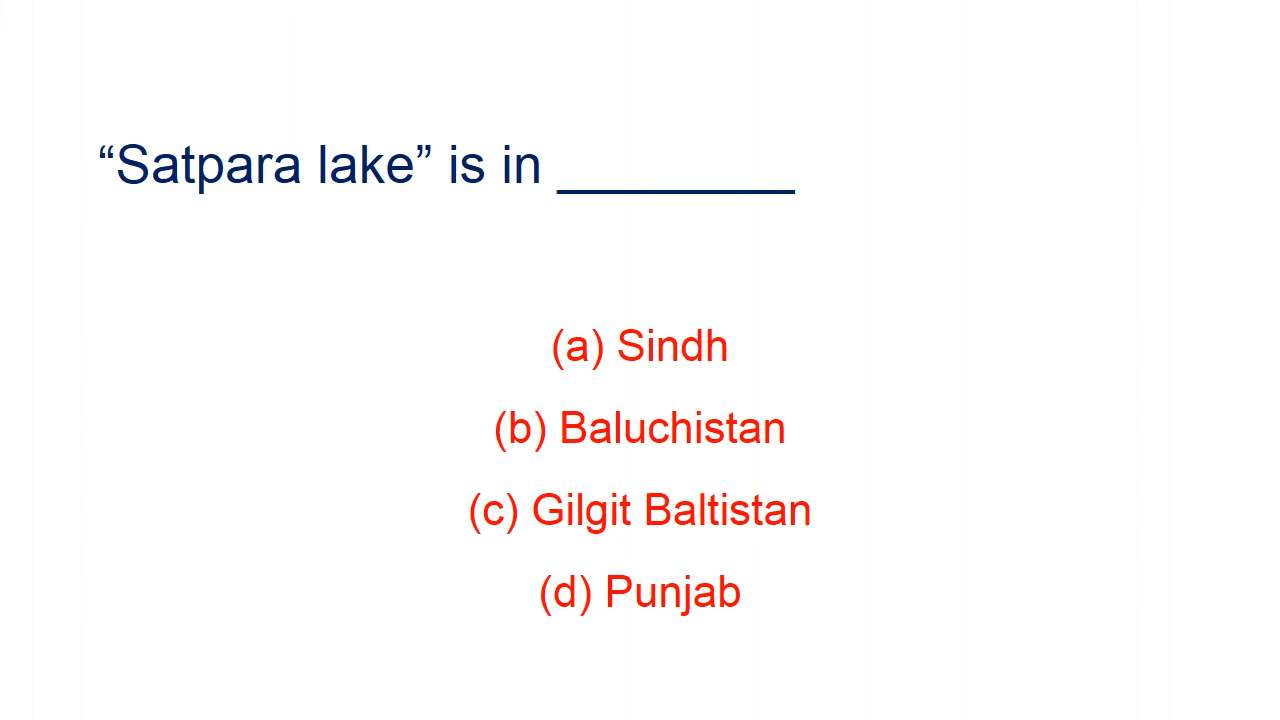 “Satpara lake” is in ________
(a) Sindh
(b) Baluchistan
(c) Gilgit Baltistan
(d) Punjab